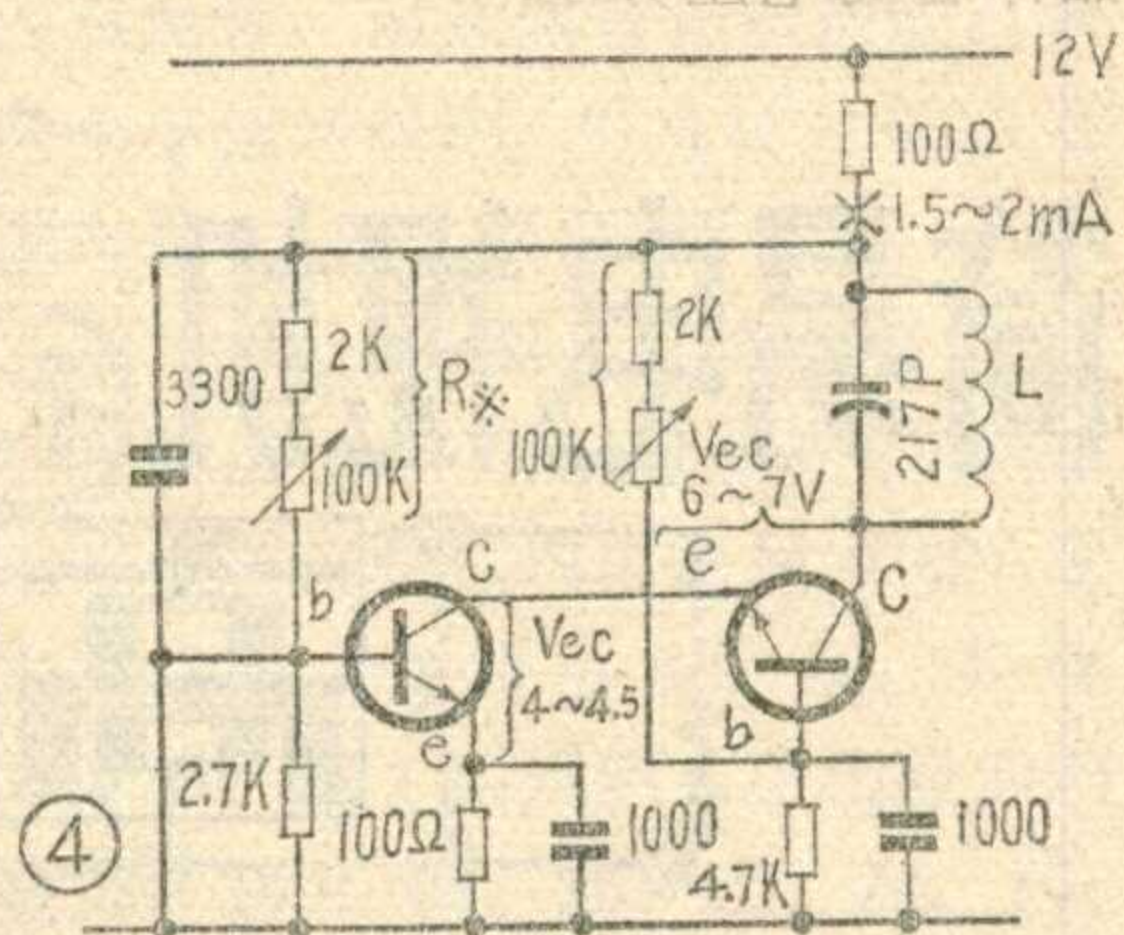 12V
100Ω
1.5~2mA
3300
2K
R※
100K
2K
100K
217P
L
Vec
6~7V
b
c
e
c
Vec
4~4.5
e
b
2.7K
100Ω
1000
4.7K
1000
④